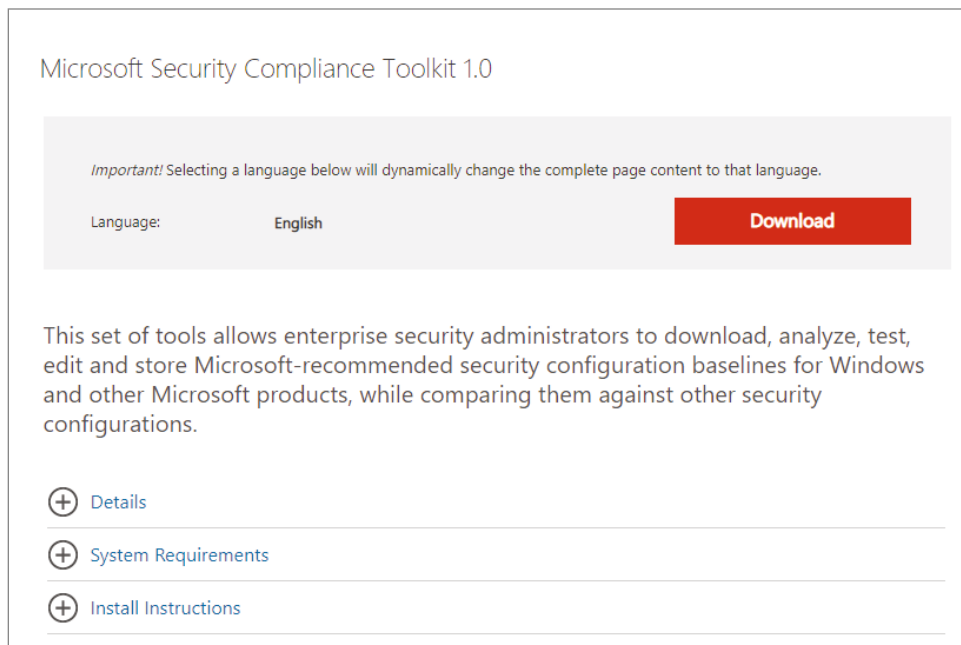 Microsoft Security Compliance Toolkit 1.0
Important! Selecting a language below will dynamically change the complete page content to that language.
Language: English Download
This set of tools allows enterprise security administrators to download, analyze, test,
edit and store Microsoft-recommended security configuration baselines for Windows
and other Microsoft products, while comparing them against other security
configurations.
Details
System Requirements
Install Instructions